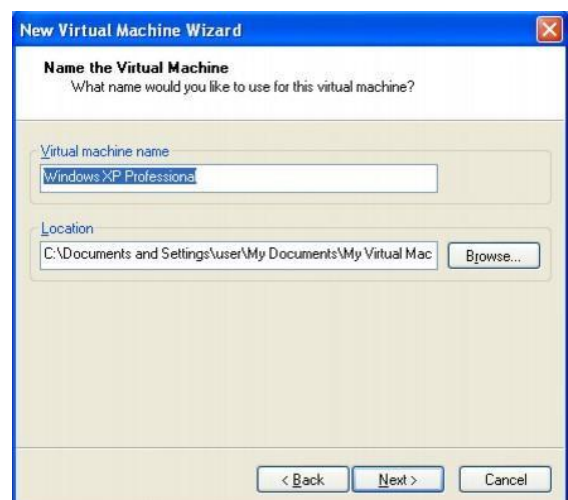 New Virtual Machine Wizard
Name the Virtual Machine
What name would you like to use for this virtual machine?
Virtual machine name
Windows XP Professional
Location
C:\Documents and Settings\user\My Documents\My Virtual Mac
Browse...
< Back
Next >
Cancel